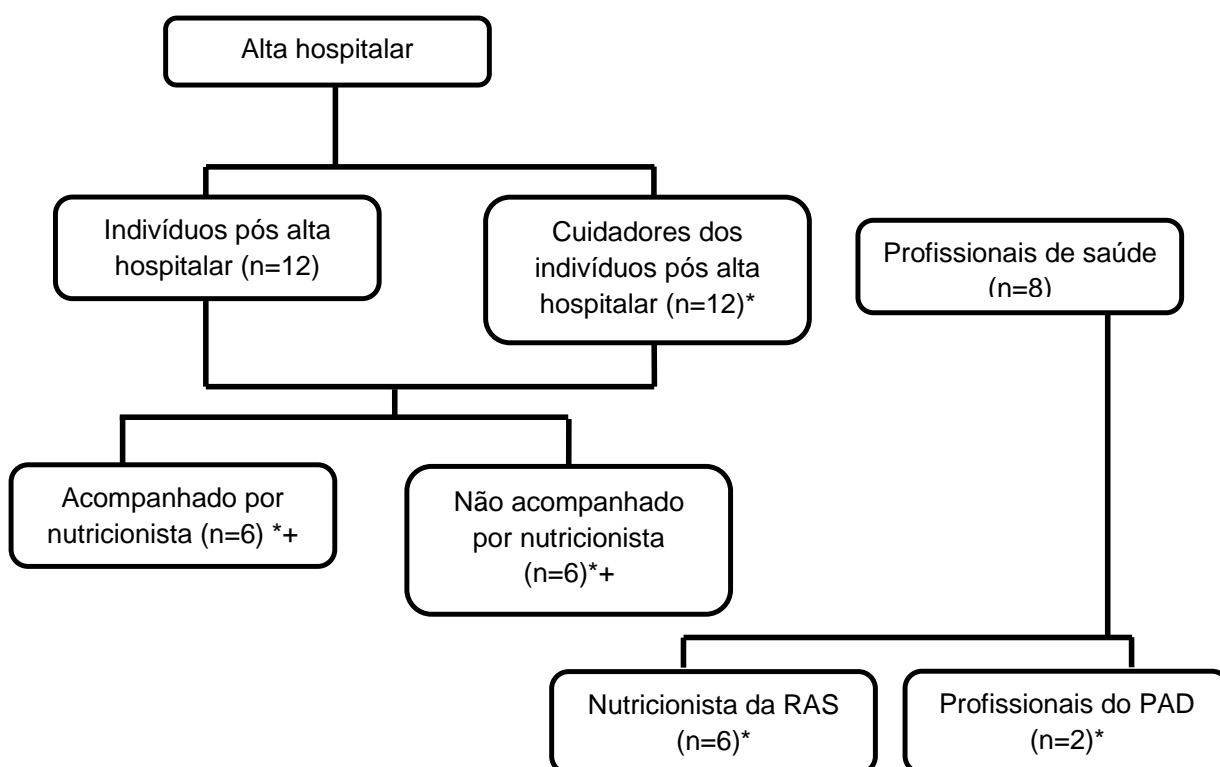 Alta hospitalar
Indivíduos pós alta
hospitalar (n=12)
Cuidadores dos
indivíduos pós alta
hospitalar (n=12)*
Profissionais de saúde
(n=8)
Acompanhado por
nutricionista (n=6) *+
Não acompanhado
por nutricionista
(n=6)*+
Nutricionista da RAS
(n=6)*
Profissionais do PAD
(n=2)*